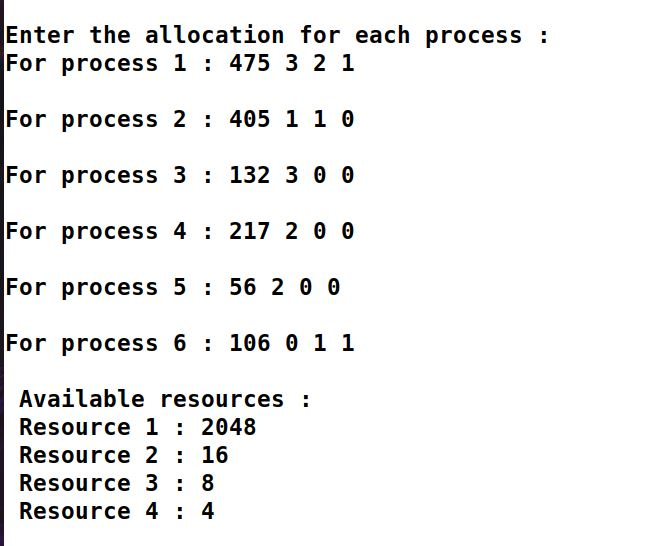 Enter the allocation for each process :
For process 1 : 475 3 2 1
For process 2 : 405 1 1 0
For process 3 : 132 3 0 0
For process 4 : 217 2 0 0
For process 5 : 56 2 0 0
For process 6 : 106 0 1 1
Available resources :
Resource 1 : 2048
Resource 2 : 16
Resource 3 : 8
Resource 4 : 4